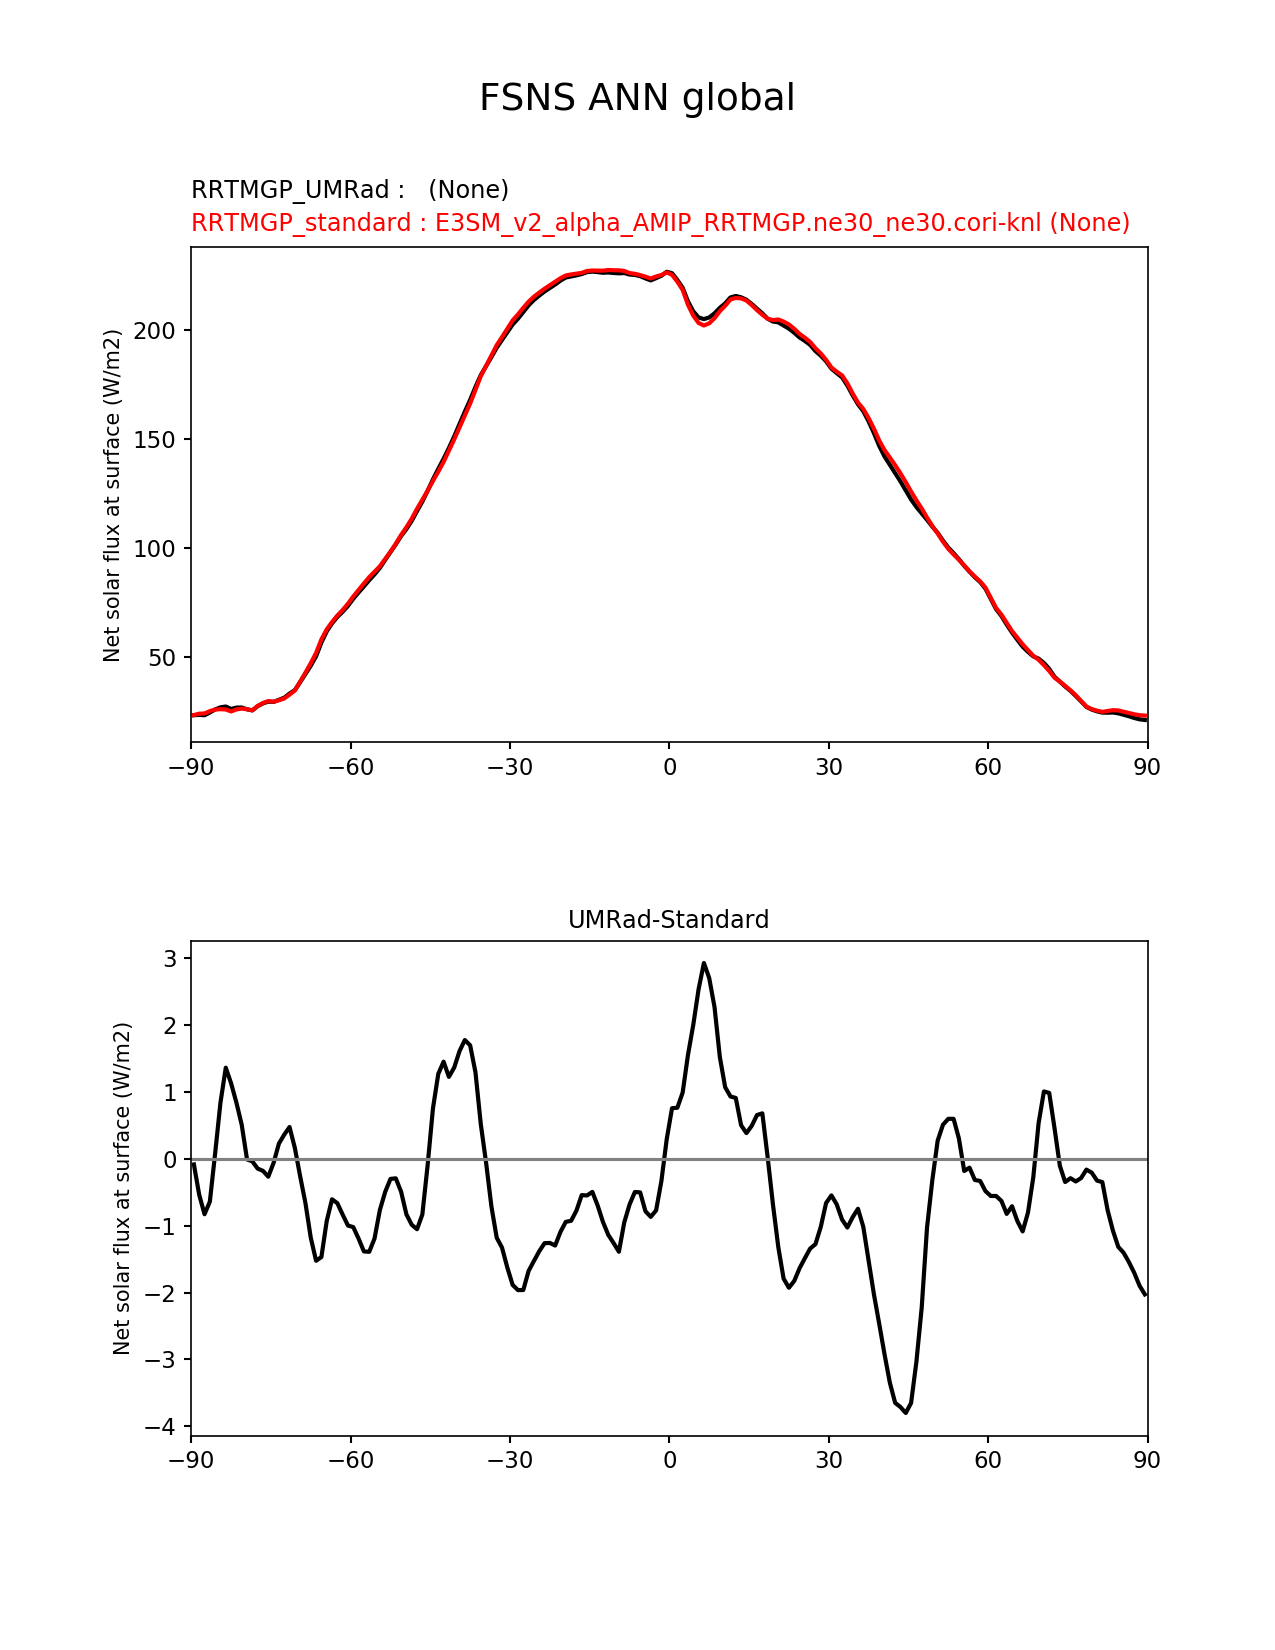 FSNS ANN global
RRTMGP_UMRad :   (None)
RRTMGP_standard : E3SM_v2_alpha_AMIP_RRTMGP.ne30_ne30.cori-knl (None)
Net solar flux at surface (W/m2)
200
150
100
50
−90 −60 −30 0 30 60 90
UMRad-Standard
Net solar flux at surface (W/m2)
3
2
1
0
−1
−2
−3
−4
−90 −60 −30 0 30 60 90